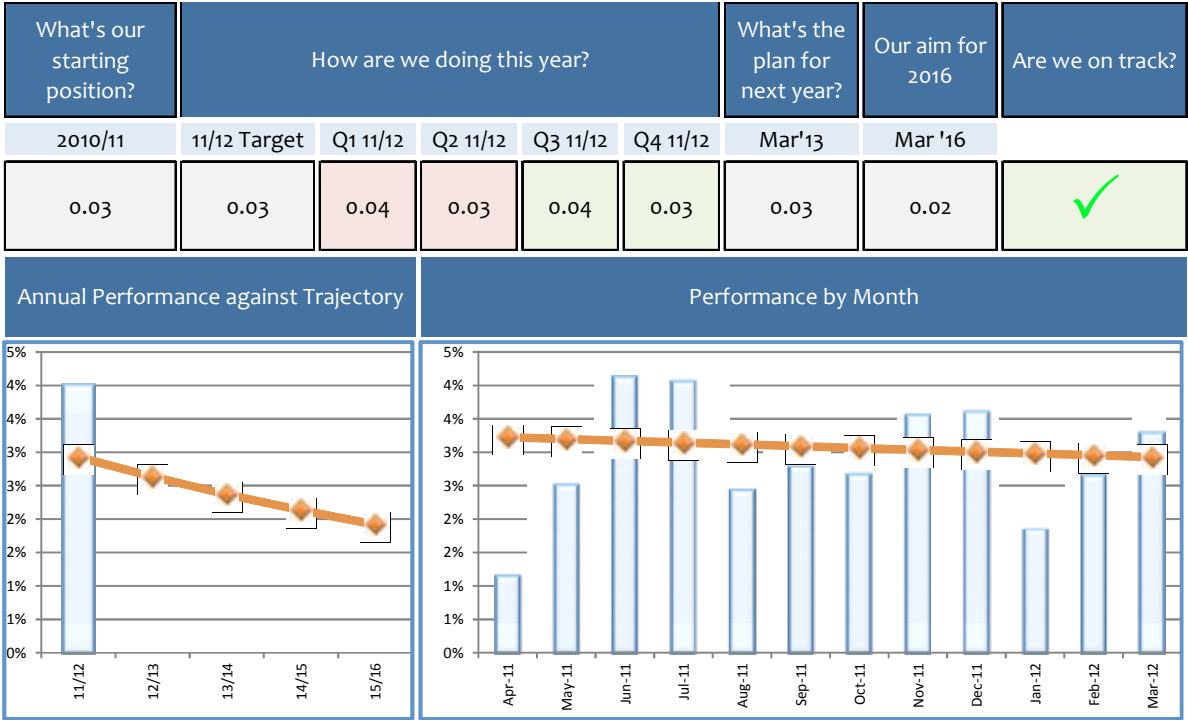 What's our
starting
position?
How are we doing this year?
What's the
plan for
next year?
Our aim for
2016
Are we on track?
2010/11
11/12 Target
Q1 11/12
Q2 11/12
Q3 11/12
Q4 11/12
Mar'13
Mar '16
0.03
0.03
0.04
0.03
0.04
0.03
0.03
0.02
Annual Performance against Trajectory
5%
4%
4%
3%
3%
2%
2%
1%
1%
0%
11/12
12/13
13/14
14/15
15/16
Performance by Month
5%
4%
4%
3%
3%
2%
2%
1%
1%
0%
Apr-11
May-11
Jun-11
Jul-11
Aug-11
Sep-11
Oct-11
Nov-11
Dec-11
Jan-12
Feb-12
Mar-12